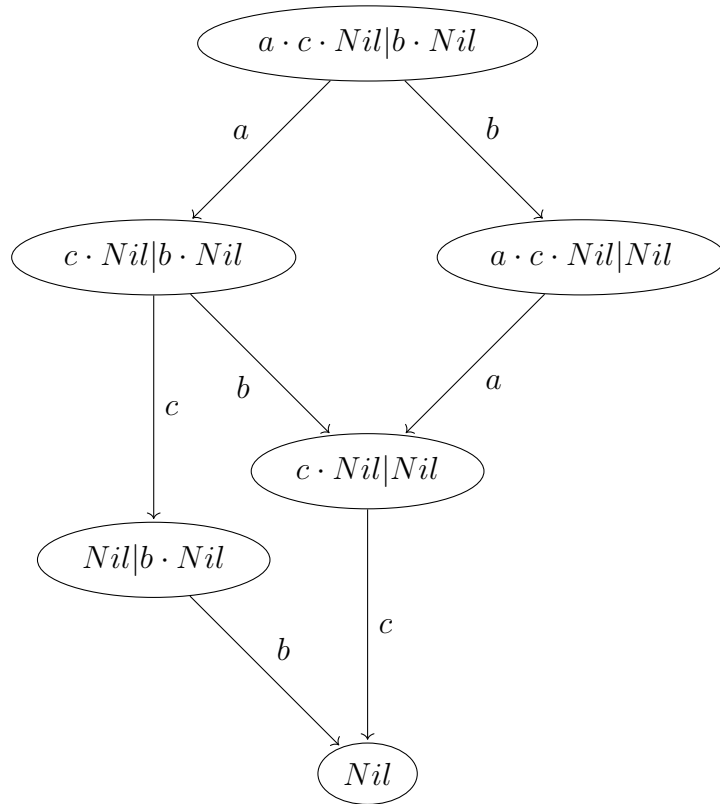 a · c · Nil|b · Nil
a
b
c · Nil|b · Nil
a · c · Nil|Nil
c
b
a
c · Nil|Nil
Nil|b · Nil
b
c
Nil